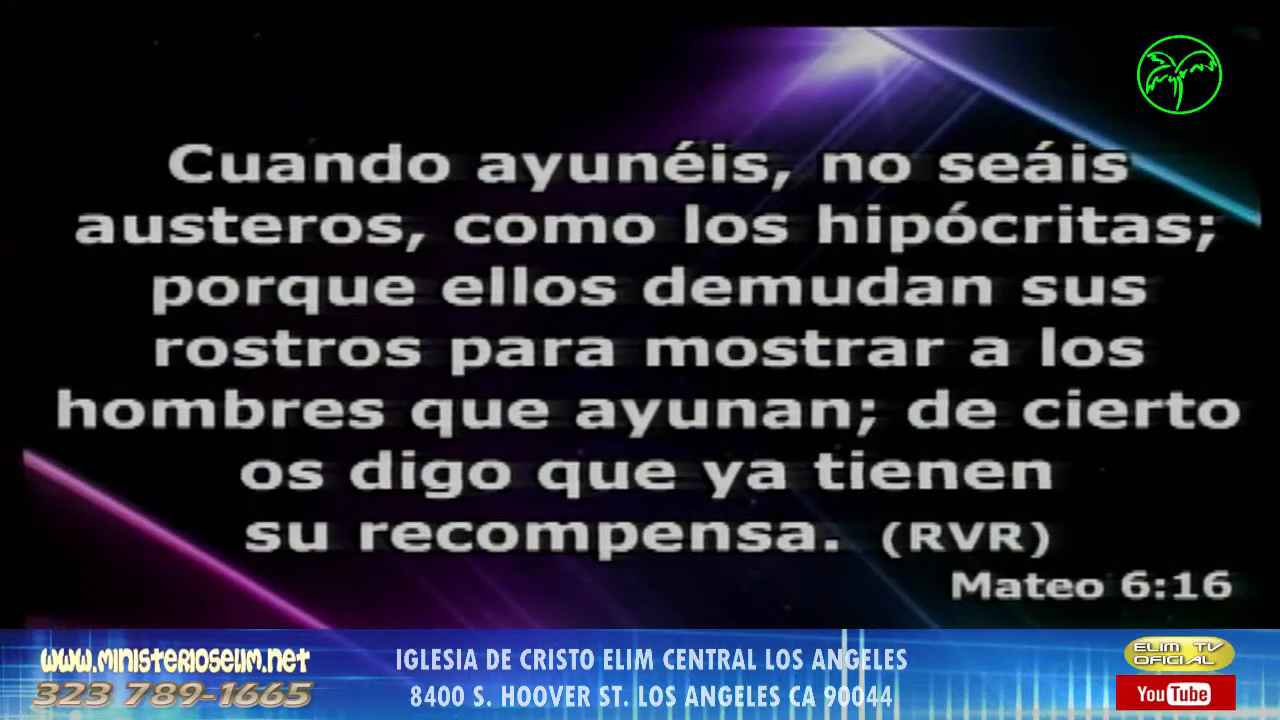 Cuando ayunéis, no seáis
austeros, como los hipócritas;
porque ellos demudan sus
rostros para mostrar a los
hombres que ayunan; de cierto
os digo que ya tienen
su recompensa. (RVR)
Mateo 6:16
www.ministerioselim.net
323 789-1665
IGLESIA DE CRISTO ELIM CENTRAL LOS ANGELES
8400 S. HOOVER ST. LOS ANGELES CA 90044
ELIM TV
OFICIAL
YouTube